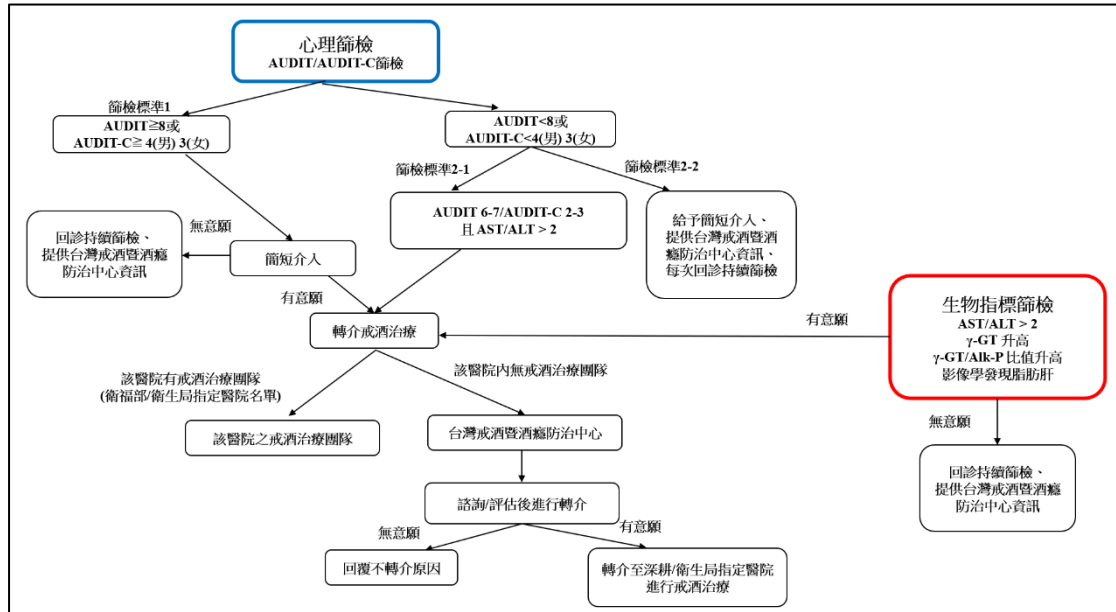 心理篩檢
AUDIT/AUDIT-C篩檢
篩檢標準1
AUDIT≧8或
AUDIT-C≧ 4(男) 3(女)
AUDIT<8或
AUDIT-C<4(男) 3(女)
篩檢標準2-1
篩檢標準2-2
AUDIT 6-7/AUDIT-C 2-3
且 AST/ALT > 2
給予簡短介入、
提供台灣戒酒暨酒
癮防治中心資訊、
每次回診持續篩檢
回診持續篩檢、
提供台灣戒酒暨酒癮
防治中心資訊
無意願
簡短介入
有意願
轉介戒酒治療
有意願
生物指標篩檢
AST/ALT > 2
γ-GT 升高
γ-GT/Alk-P 比值升高
影像學發現脂肪肝
該醫院有戒酒治療團隊
(衛福部/衛生局指定醫院名單)
該醫院內無戒酒治療團隊
無意願
該醫院之戒酒治療團隊
台灣戒酒暨酒癮防治中心
回診持續篩檢、
提供台灣戒酒暨酒癮
防治中心資訊
諮詢/評估後進行轉介
無意願
有意願
回覆不轉介原因
轉介至深耕/衛生局指定醫院
進行戒酒治療